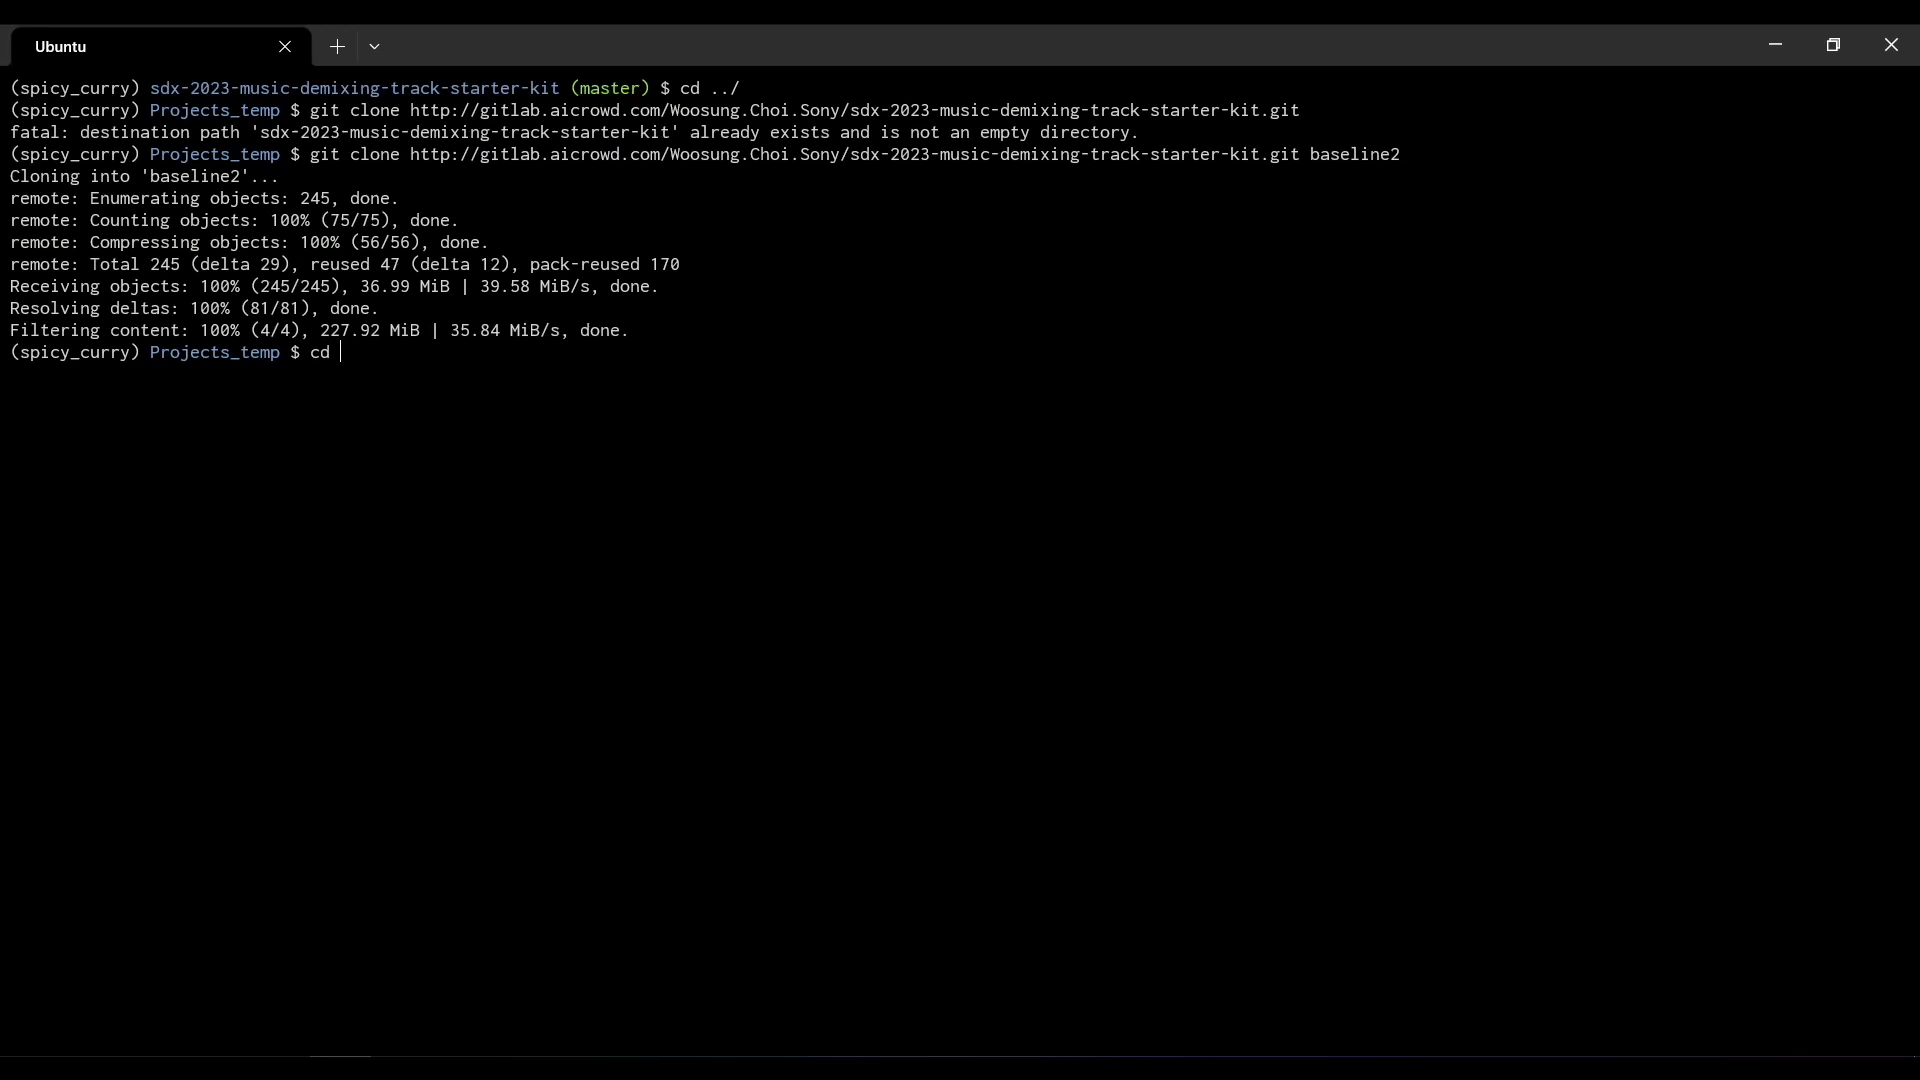 Ubuntu
(spicy_curry) sdx-2023-music-demixing-track-starter-kit (master) $ cd ../
(spicy_curry) Projects_temp $ git clone http://gitlab.aicrowd.com/Woosung.Choi.Sony/sdx-2023-music-demixing-track-starter-kit.git
fatal: destination path 'sdx-2023-music-demixing-track-starter-kit' already exists and is not an empty directory.
(spicy_curry) Projects_temp $ git clone http://gitlab.aicrowd.com/Woosung.Choi.Sony/sdx-2023-music-demixing-track-starter-kit.git baseline2
Cloning into 'baseline2'...
remote: Enumerating objects: 245, done.
remote: Counting objects: 100% (75/75), done.
remote: Compressing objects: 100% (56/56), done.
remote: Total 245 (delta 29), reused 47 (delta 12), pack-reused 170
Receiving objects: 100% (245/245), 36.99 MiB | 39.58 MiB/s, done.
Resolving deltas: 100% (81/81), done.
Filtering content: 100% (4/4), 227.92 MiB | 35.84 MiB/s, done.
(spicy_curry) Projects_temp $ cd